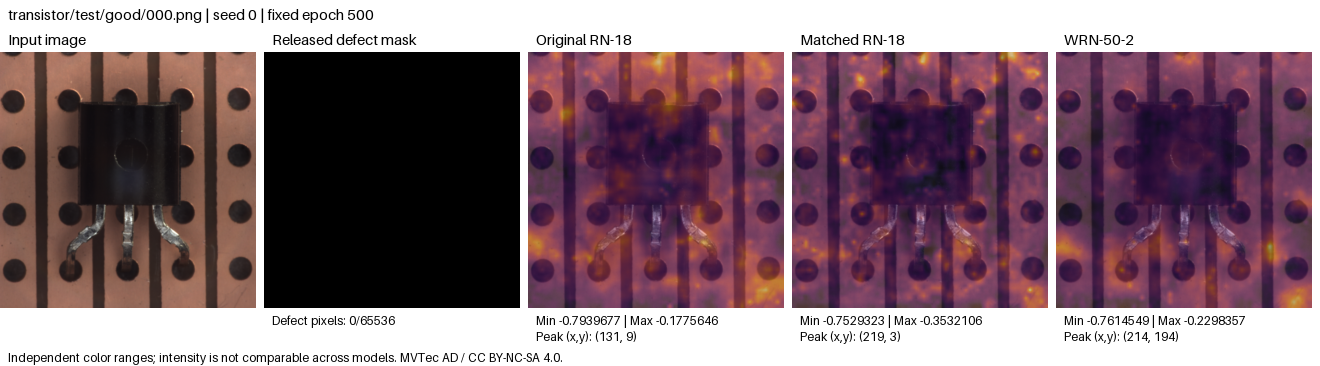 transistor/test/good/000.png | seed 0 | fixed epoch 500
Input image
Released defect mask
Original RN-18
Matched RN-18
WRN-50-2
Defect pixels: 0/65536
Min -0.7939677 | Max -0.1775646
Peak (x,y): (131, 9)
Min -0.7529323 | Max -0.3532106
Peak (x,y): (219, 3)
Min -0.7614549 | Max -0.2298357
Peak (x,y): (214, 194)
Independent color ranges; intensity is not comparable across models. MVTec AD / CC BY-NC-SA 4.0.